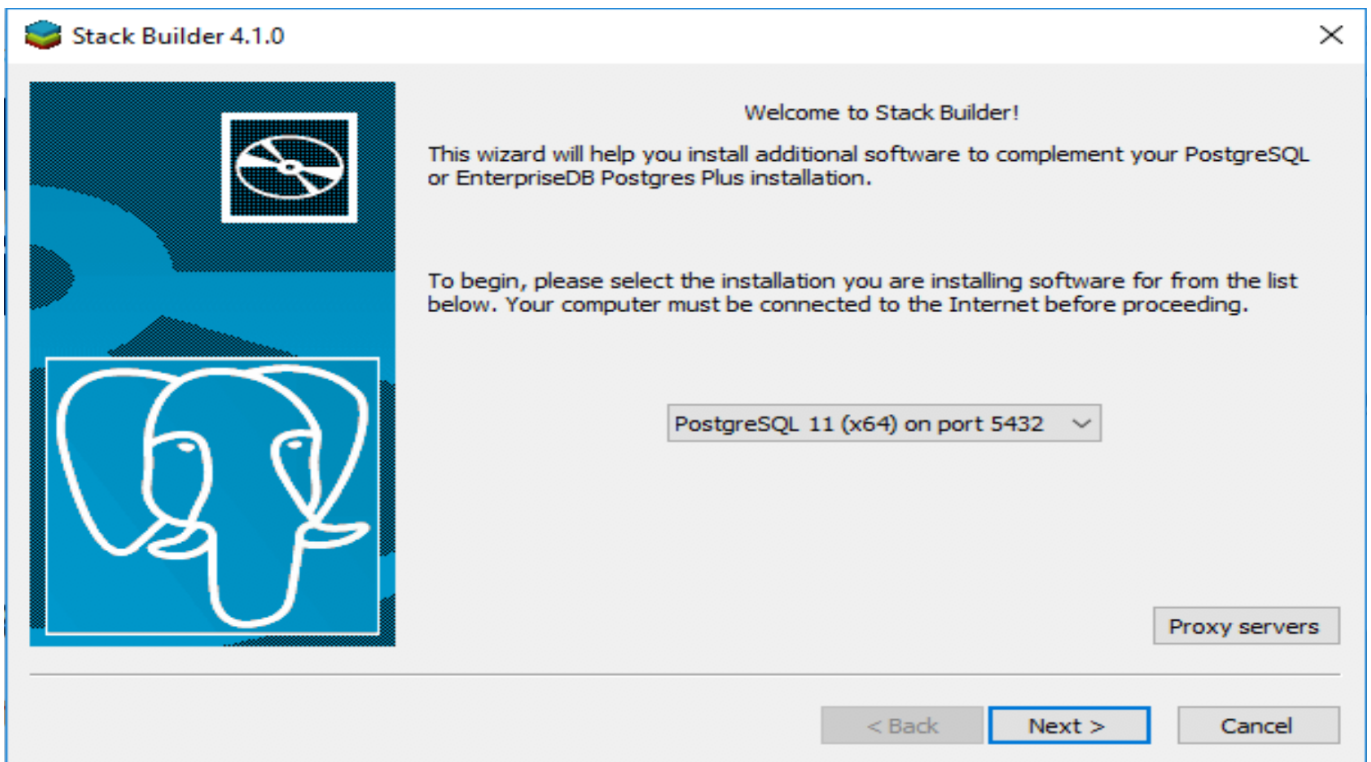 Stack Builder 4.1.0
Welcome to Stack Builder!
This wizard will help you install additional software to complement your PostgreSQL
or EnterpriseDB Postgres Plus installation.
To begin, please select the installation you are installing software for from the list
below. Your computer must be connected to the Internet before proceeding.
PostgreSQL 11 (x64) on port 5432
Proxy servers
< Back
Next >
Cancel